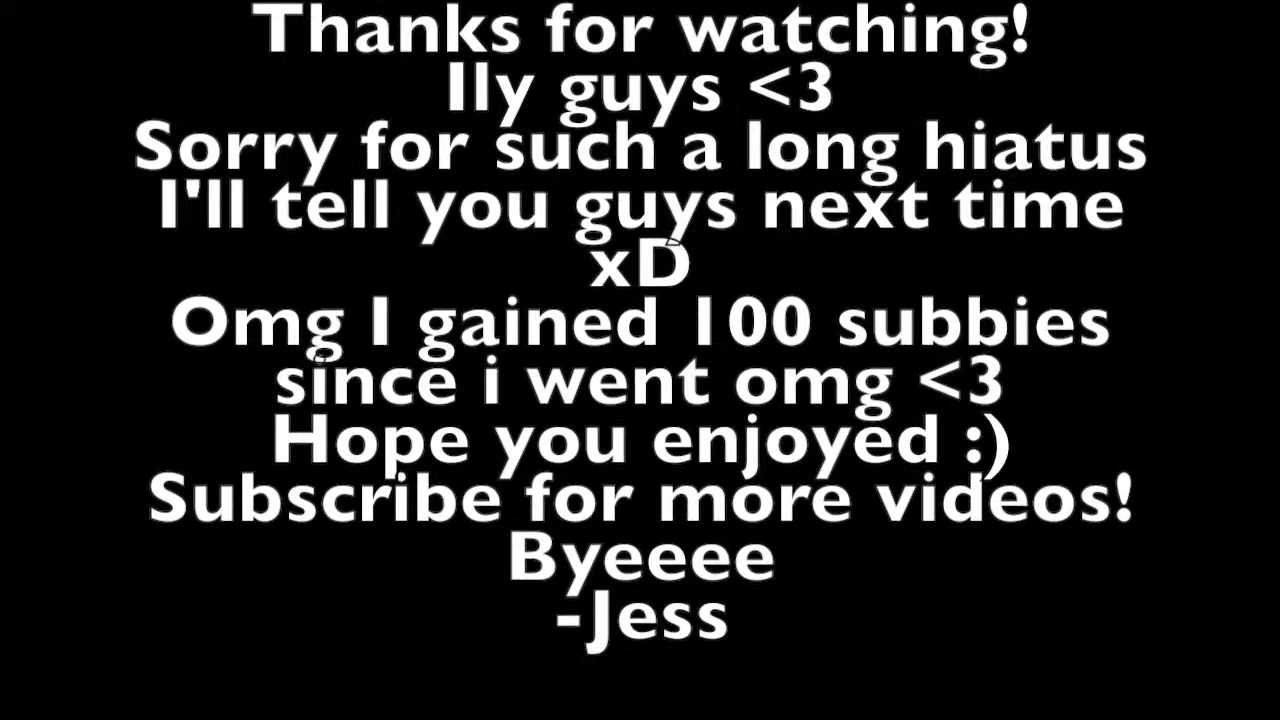 Thanks for watching!
Ily guys <3
Sorry for such a long hiatus
I'll tell you guys next time
xD
Omg I gained 100 subbies
since i went omg <3
Hope you enjoyed :)
Subscribe for more videos!
Byeeee
-Jess